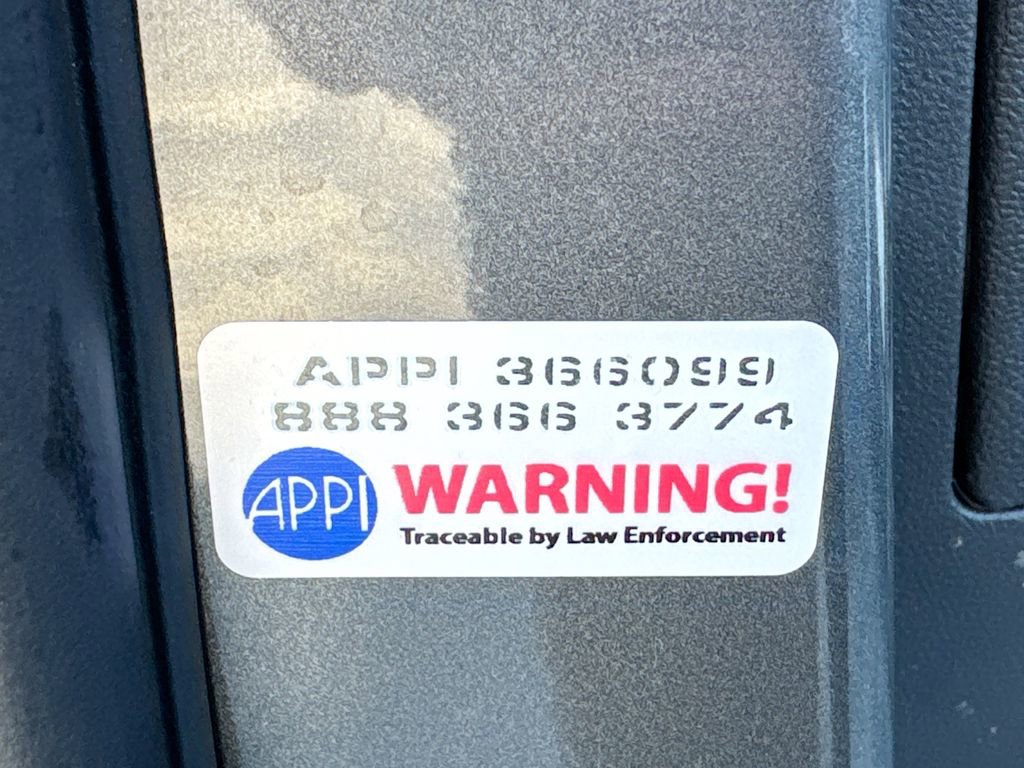 APPI 366099
888 366 3774
APPI WARNING!
Traceable by Law Enforcement